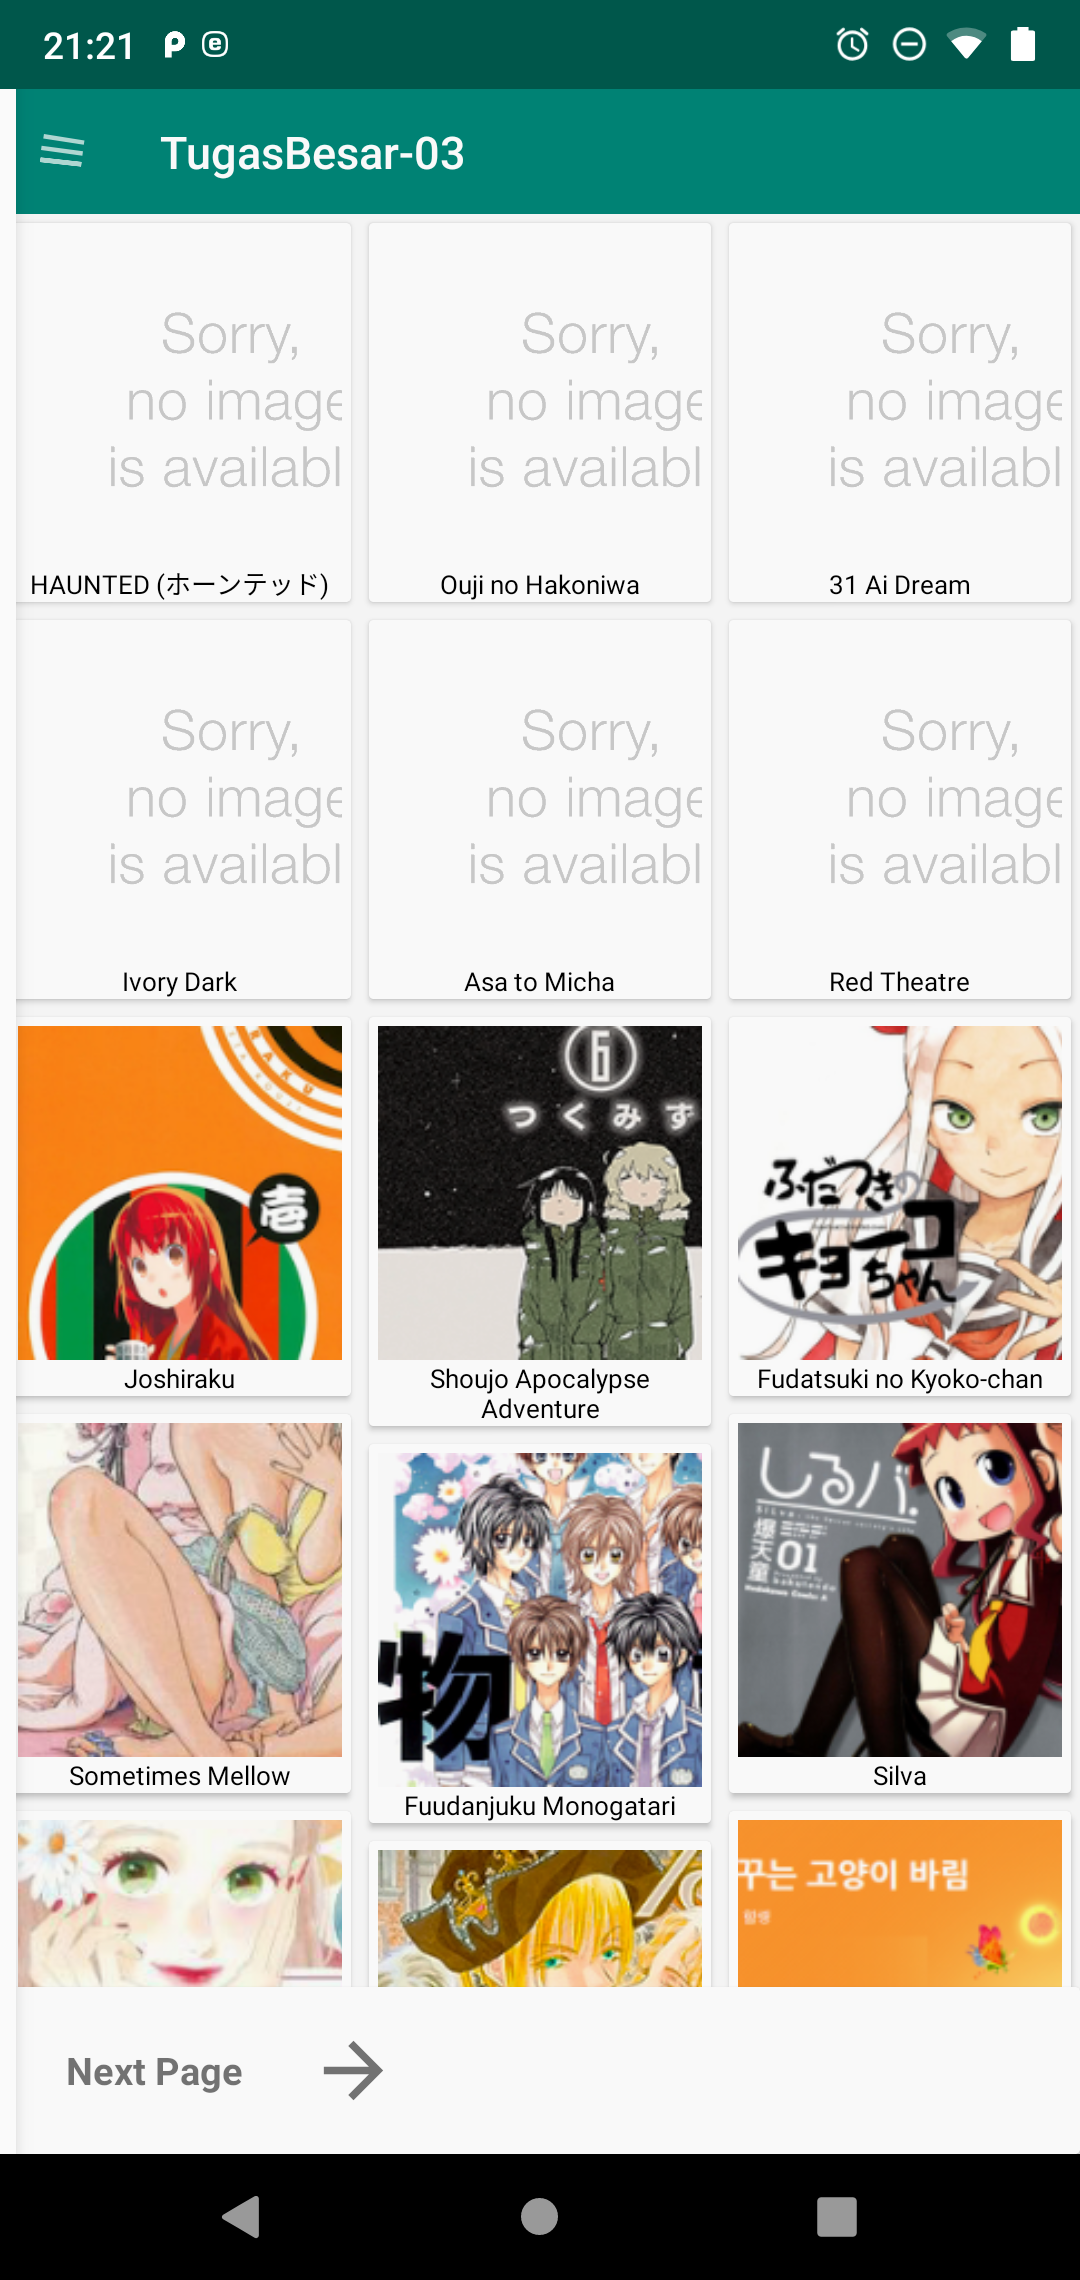 21:21
TugasBesar-03
Sorry,
no image
is availabl
HAUNTED (ホーンテッド)
Sorry,
no image
is availabl
Ouji no Hakoniwa
Sorry,
no image
is availabl
31 Ai Dream
Sorry,
no image
is availabl
Ivory Dark
Sorry,
no image
is availabl
Asa to Micha
Sorry,
no image
is availabl
Red Theatre
RAKU
壱
Joshiraku
6
つくみず
Shoujo Apocalypse
Adventure
ふだつきの
キョーコ
ちゃん
Fudatsuki no Kyoko-chan
Sometimes Mellow
物
Fuudanjuku Monogatari
しるバ.
爆天童
01
Silva
꾸는 고양이 바림
Next Page